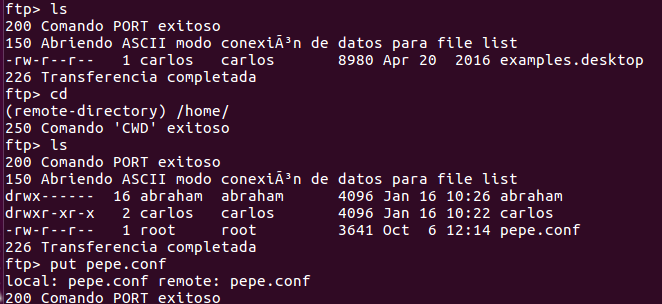 ftp> ls
200 Comando PORT exitoso
150 Abriendo ASCII modo conexiÃ³n de datos para file list
-rw-r--r--   1 carlos   carlos       8980 Apr 20  2016 examples.desktop
226 Transferencia completada
ftp> cd
(remote-directory) /home/
250 Comando 'CWD' exitoso
ftp> ls
200 Comando PORT exitoso
150 Abriendo ASCII modo conexiÃ³n de datos para file list
drwx------  16 abraham  abraham      4096 Jan 16 10:26 abraham
drwxr-xr-x   2 carlos   carlos       4096 Jan 16 10:22 carlos
-rw-r--r--   1 root     root         3641 Oct  6 12:14 pepe.conf
226 Transferencia completada
ftp> put pepe.conf
local: pepe.conf remote: pepe.conf
200 Comando PORT exitoso